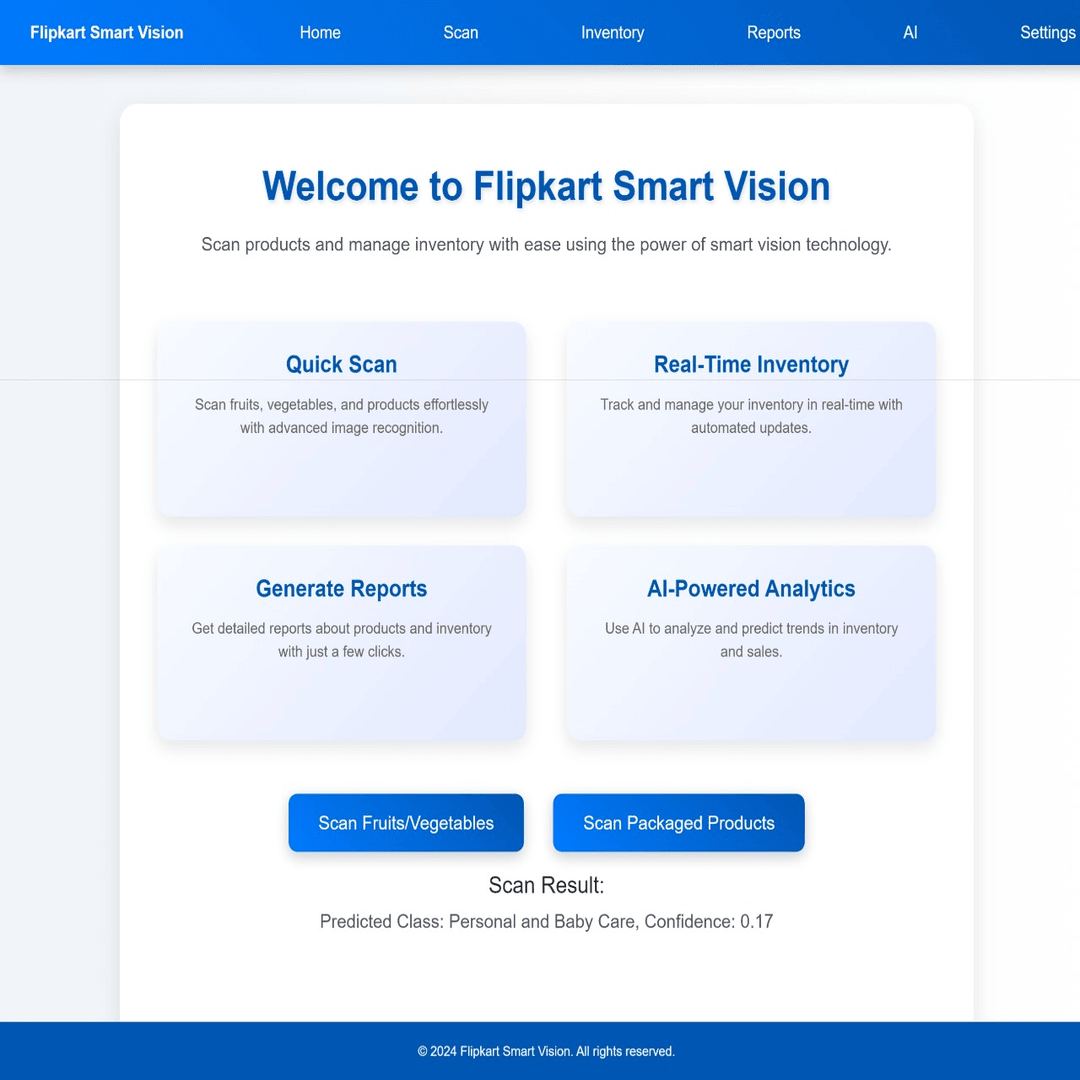 Flipkart Smart Vision Home Scan Inventory Reports AI Settings
Welcome to Flipkart Smart Vision
Scan products and manage inventory with ease using the power of smart vision technology.
Quick Scan
Scan fruits, vegetables, and products effortlessly
with advanced image recognition.
Real-Time Inventory
Track and manage your inventory in real-time with
automated updates.
Generate Reports
Get detailed reports about products and inventory
with just a few clicks.
AI-Powered Analytics
Use AI to analyze and predict trends in inventory
and sales.
Scan Fruits/Vegetables
Scan Packaged Products
Scan Result:
Predicted Class: Personal and Baby Care, Confidence: 0.17
© 2024 Flipkart Smart Vision. All rights reserved.